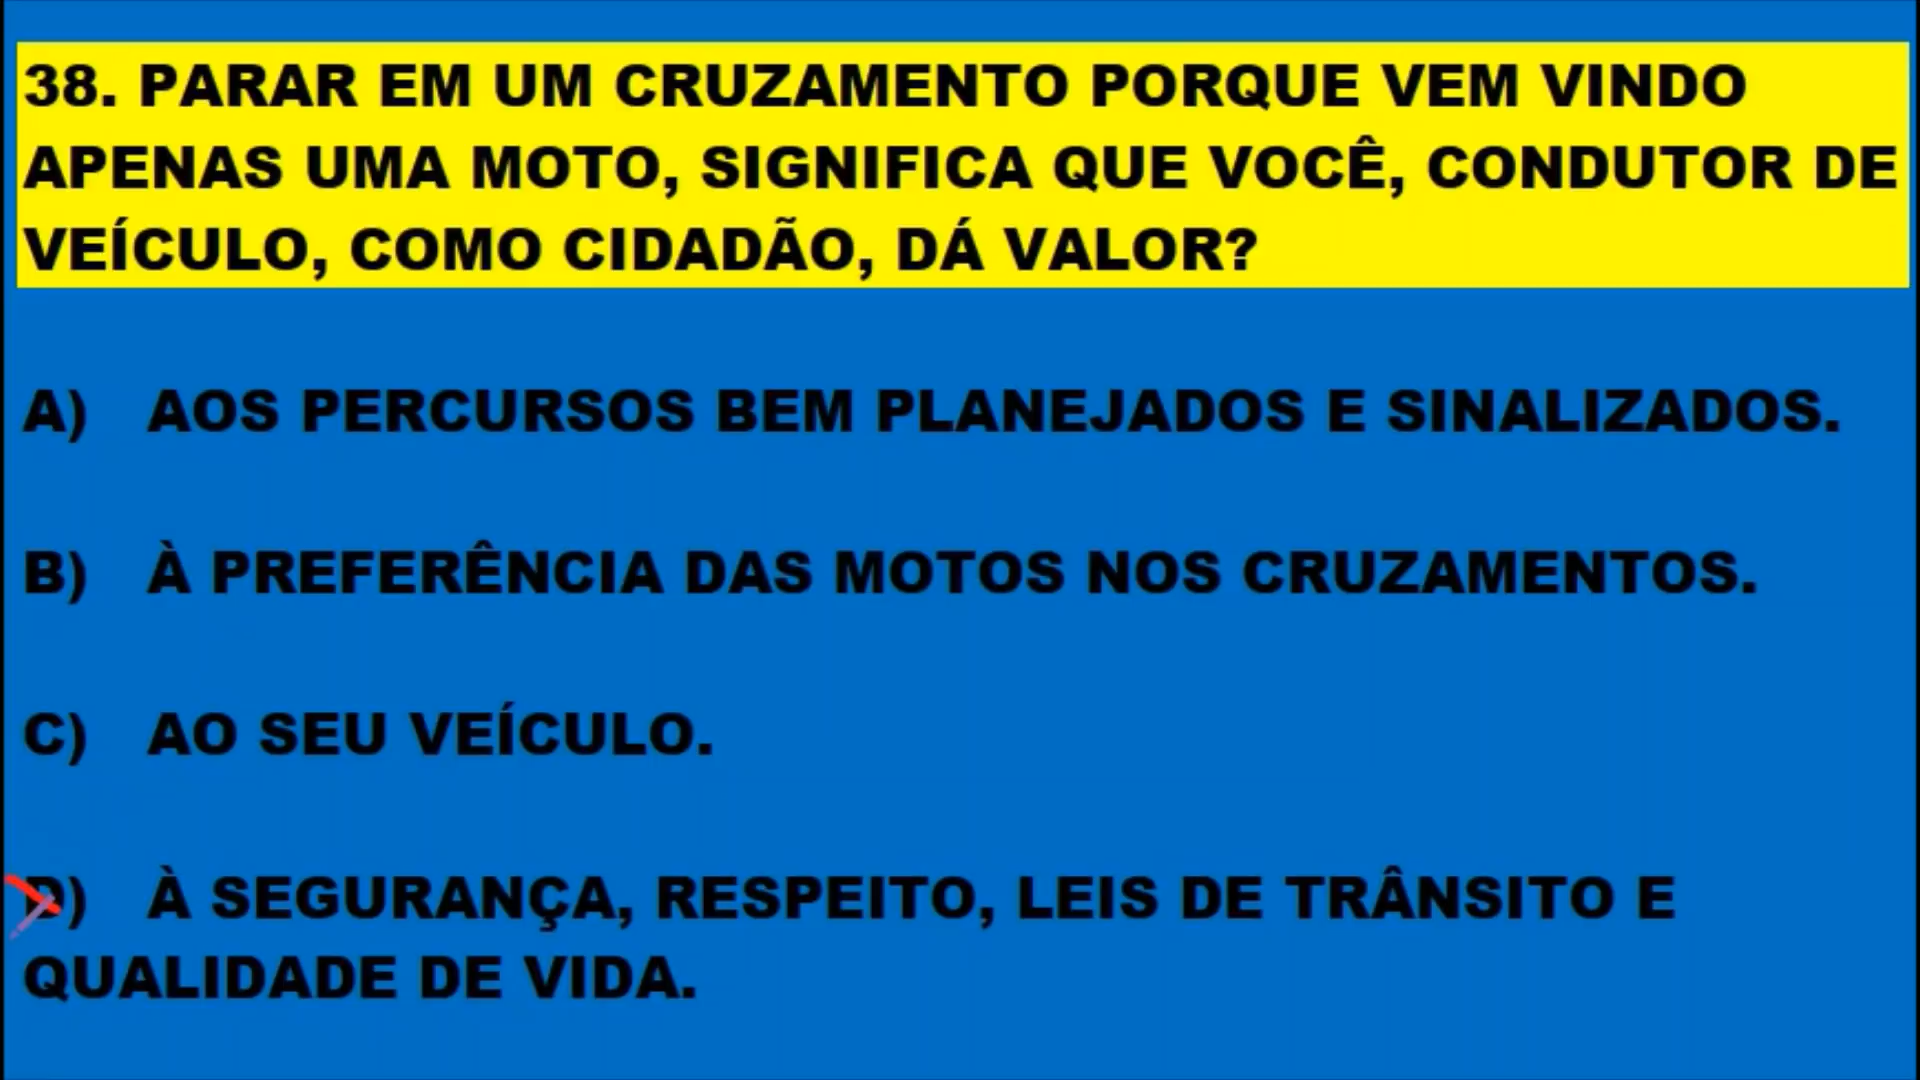 38. PARAR EM UM CRUZAMENTO PORQUE VEM VINDO
APENAS UMA MOTO, SIGNIFICA QUE VOCÊ, CONDUTOR DE
VEÍCULO, COMO CIDADÃO, DÁ VALOR?
A) AOS PERCURSOS BEM PLANEJADOS E SINALIZADOS.
B) À PREFERÊNCIA DAS MOTOS NOS CRUZAMENTOS.
C) AO SEU VEÍCULO.
D) À SEGURANÇA, RESPEITO, LEIS DE TRÂNSITO E
QUALIDADE DE VIDA.